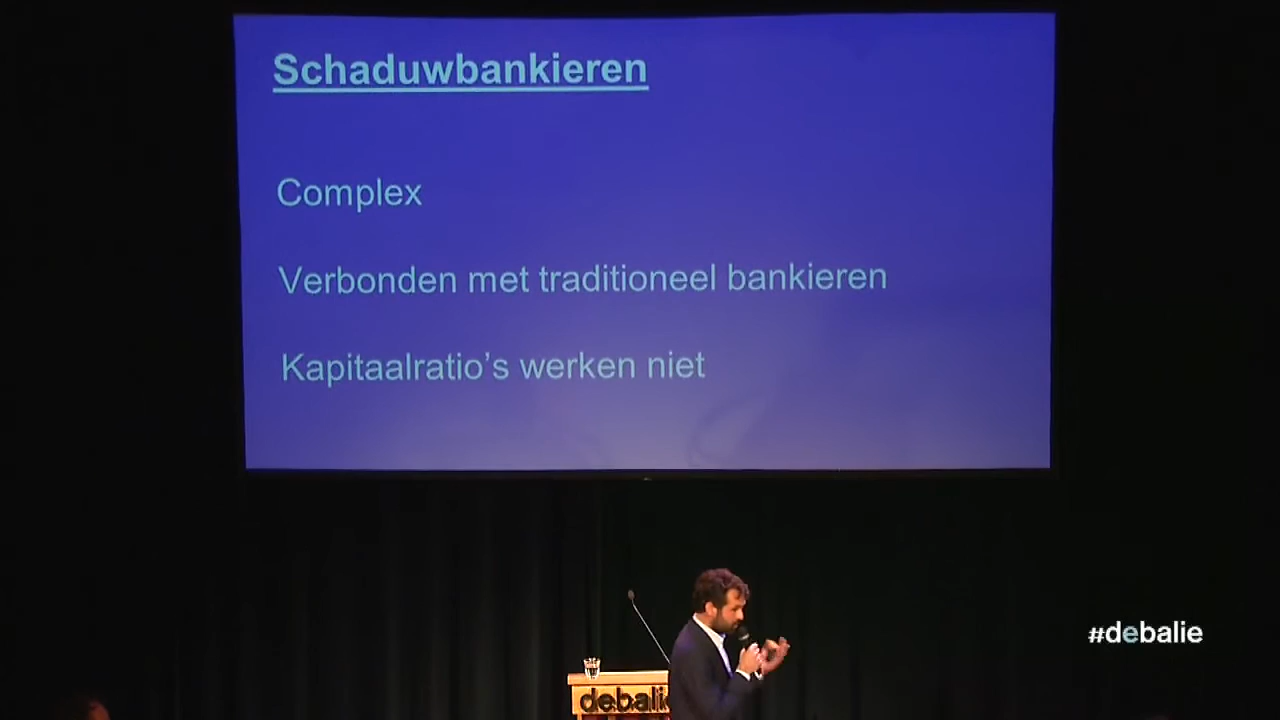 Schaduwbankieren
Complex
Verbonden met traditioneel bankieren
Kapitaalratio’s werken niet
#debalie
debalie